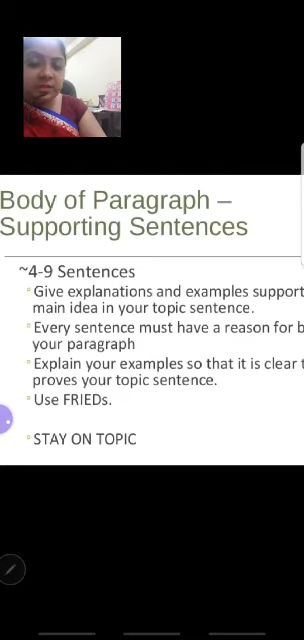 Body of Paragraph –
Supporting Sentences
~4-9 Sentences
Give explanations and examples support
main idea in your topic sentence.
Every sentence must have a reason for b
your paragraph
Explain your examples so that it is clear t
proves your topic sentence.
Use FRIEDs.
STAY ON TOPIC